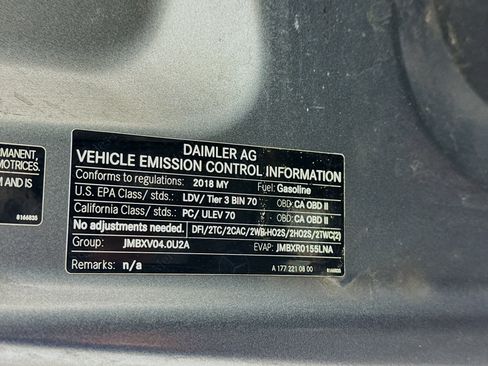 MANENT,
MOTRICES.
M AND IS
8166835
DAIMLER AG
VEHICLE EMISSION CONTROL INFORMATION
Conforms to regulations: 2018 MY Fuel: Gasoline
U.S. EPA Class/ stds.: LDV/ Tier 3 BIN 70 OBD: CA OBD II
California Class/ stds.: PC/ ULEV 70 OBD: CA OBD II
No adjustments needed. DFI/2TC/2CAC/2WR-HO2S/2HO2S/2TWC(2)
Group: JMBXV04.0U2A EVAP: JMBXR0155LNA
Remarks: n/a A 177 221 08 00